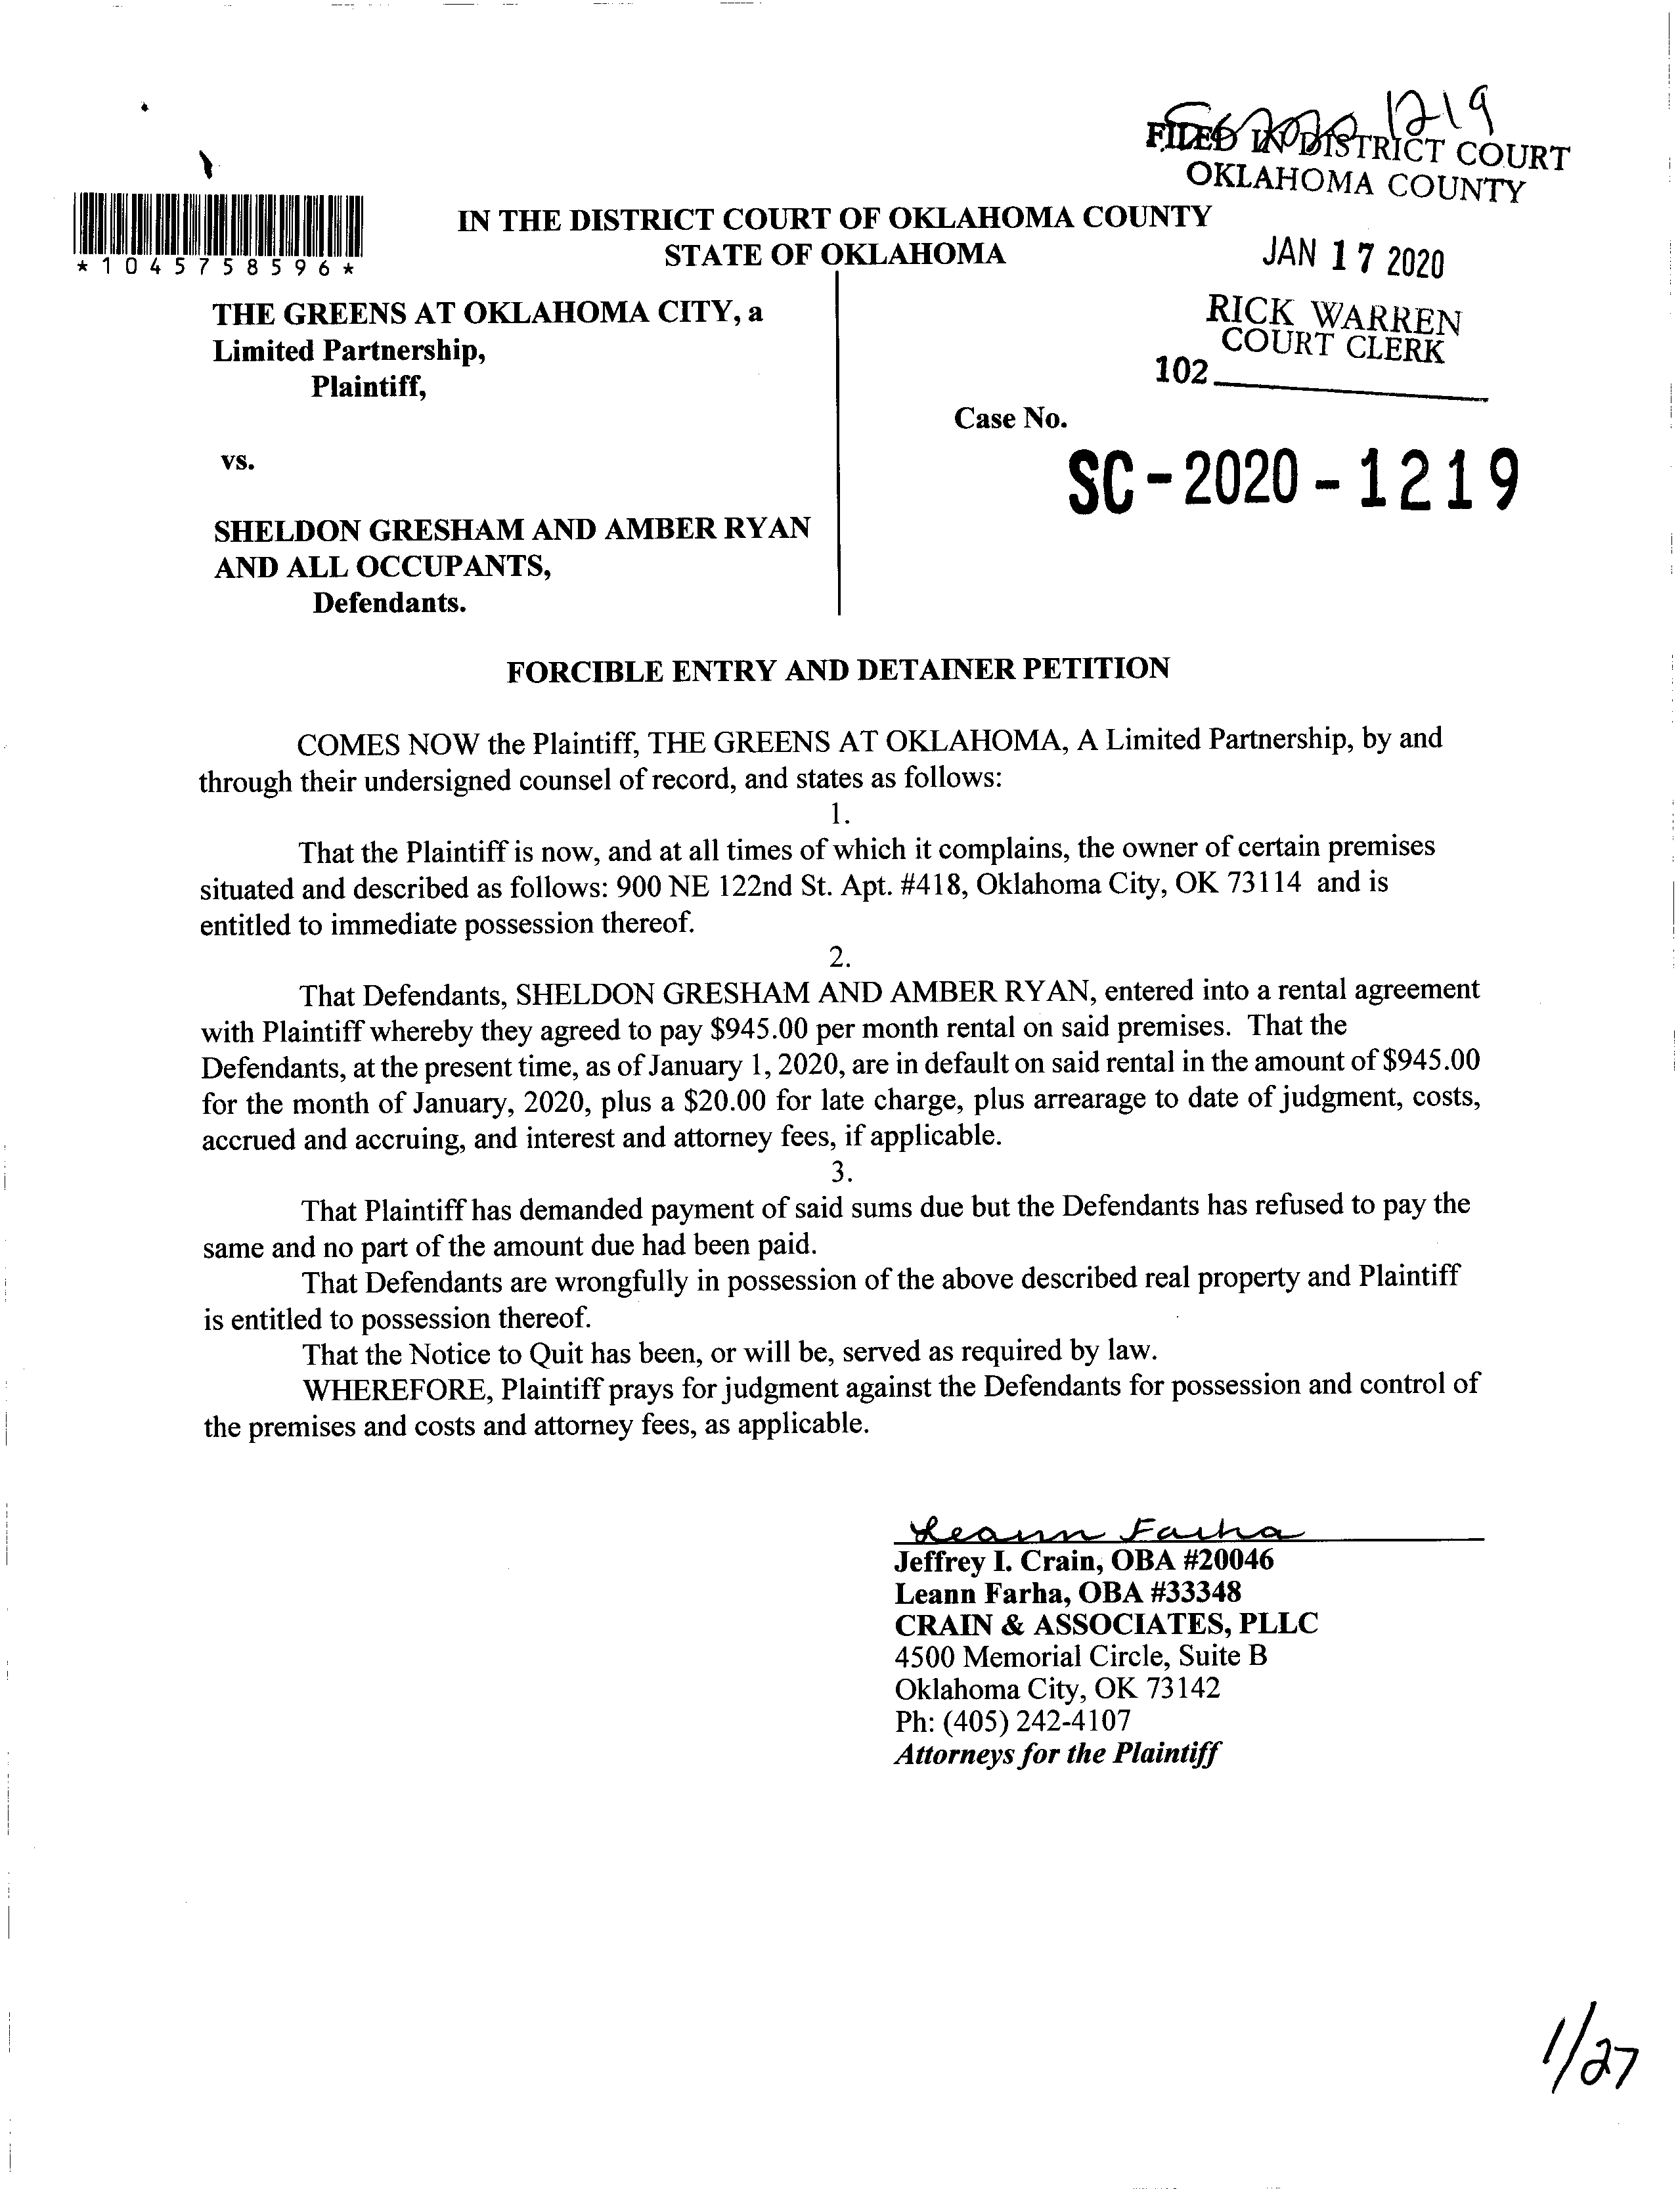 SC 2020 1219
FILED IN DISTRICT COURT
OKLAHOMA COUNTY
JAN 17 2020
RICK WARREN
COURT CLERK
102
*1045758596*
IN THE DISTRICT COURT OF OKLAHOMA COUNTY
STATE OF OKLAHOMA
THE GREENS AT OKLAHOMA CITY, a
Limited Partnership,
Plaintiff,
vs.
SHELDON GRESHAM AND AMBER RYAN
AND ALL OCCUPANTS,
Defendants.
Case No.
SC-2020-1219
FORCIBLE ENTRY AND DETAINER PETITION
COMES NOW the Plaintiff, THE GREENS AT OKLAHOMA, A Limited Partnership, by and
through their undersigned counsel of record, and states as follows:
1.
That the Plaintiff is now, and at all times of which it complains, the owner of certain premises
situated and described as follows: 900 NE 122nd St. Apt. #418, Oklahoma City, OK 73114 and is
entitled to immediate possession thereof.
2.
That Defendants, SHELDON GRESHAM AND AMBER RYAN, entered into a rental agreement
with Plaintiff whereby they agreed to pay $945.00 per month rental on said premises. That the
Defendants, at the present time, as of January 1, 2020, are in default on said rental in the amount of $945.00
for the month of January, 2020, plus a $20.00 for late charge, plus arrearage to date of judgment, costs,
accrued and accruing, and interest and attorney fees, if applicable.
3.
That Plaintiff has demanded payment of said sums due but the Defendants has refused to pay the
same and no part of the amount due had been paid.
That Defendants are wrongfully in possession of the above described real property and Plaintiff
is entitled to possession thereof.
That the Notice to Quit has been, or will be, served as required by law.
WHEREFORE, Plaintiff prays for judgment against the Defendants for possession and control of
the premises and costs and attorney fees, as applicable.
Leann Farha
Jeffrey I. Crain, OBA #20046
Leann Farha, OBA #33348
CRAIN & ASSOCIATES, PLLC
4500 Memorial Circle, Suite B
Oklahoma City, OK 73142
Ph: (405) 242-4107
Attorneys for the Plaintiff
1/27